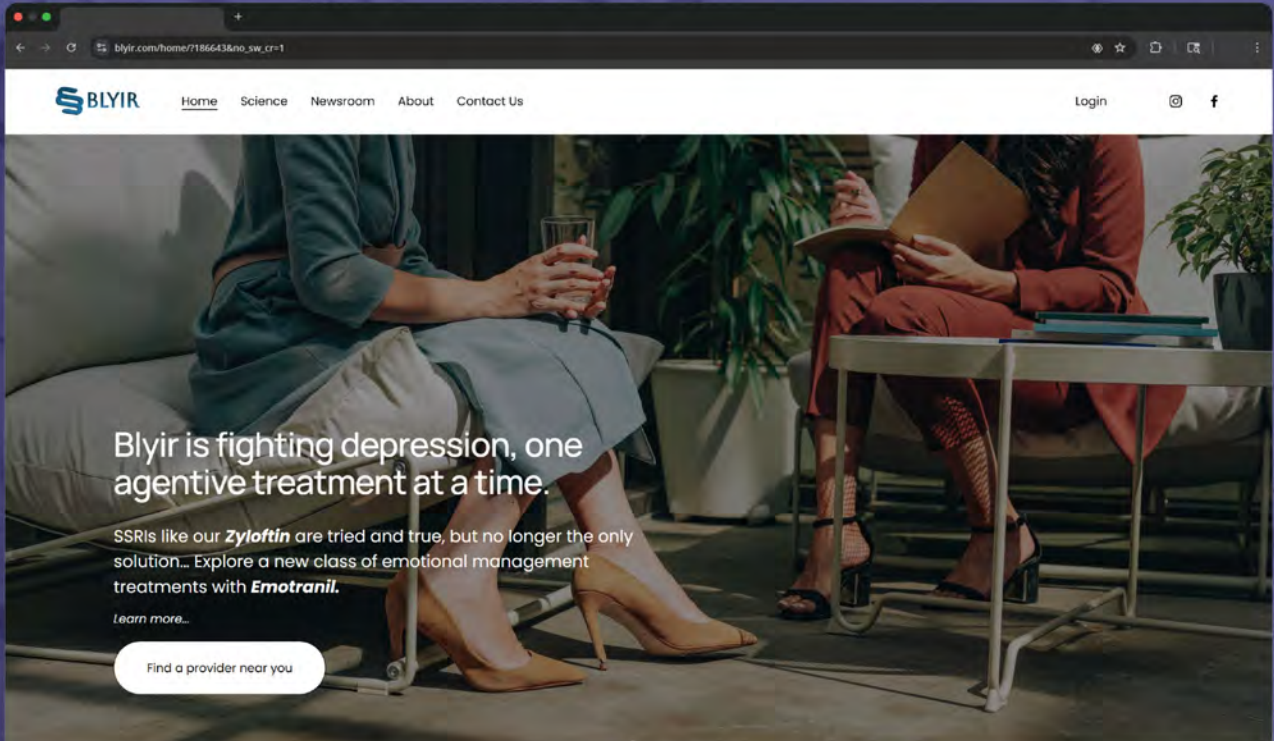 blyir.com/home/?186643&no_sw_cr=1
BLYIR
Home Science Newsroom About Contact Us Login
Blyir is fighting depression, one
agentive treatment at a time.
SSRIs like our Zyloftin are tried and true, but no longer the only
solution... Explore a new class of emotional management
treatments with Emotranil.
Learn more...
Find a provider near you